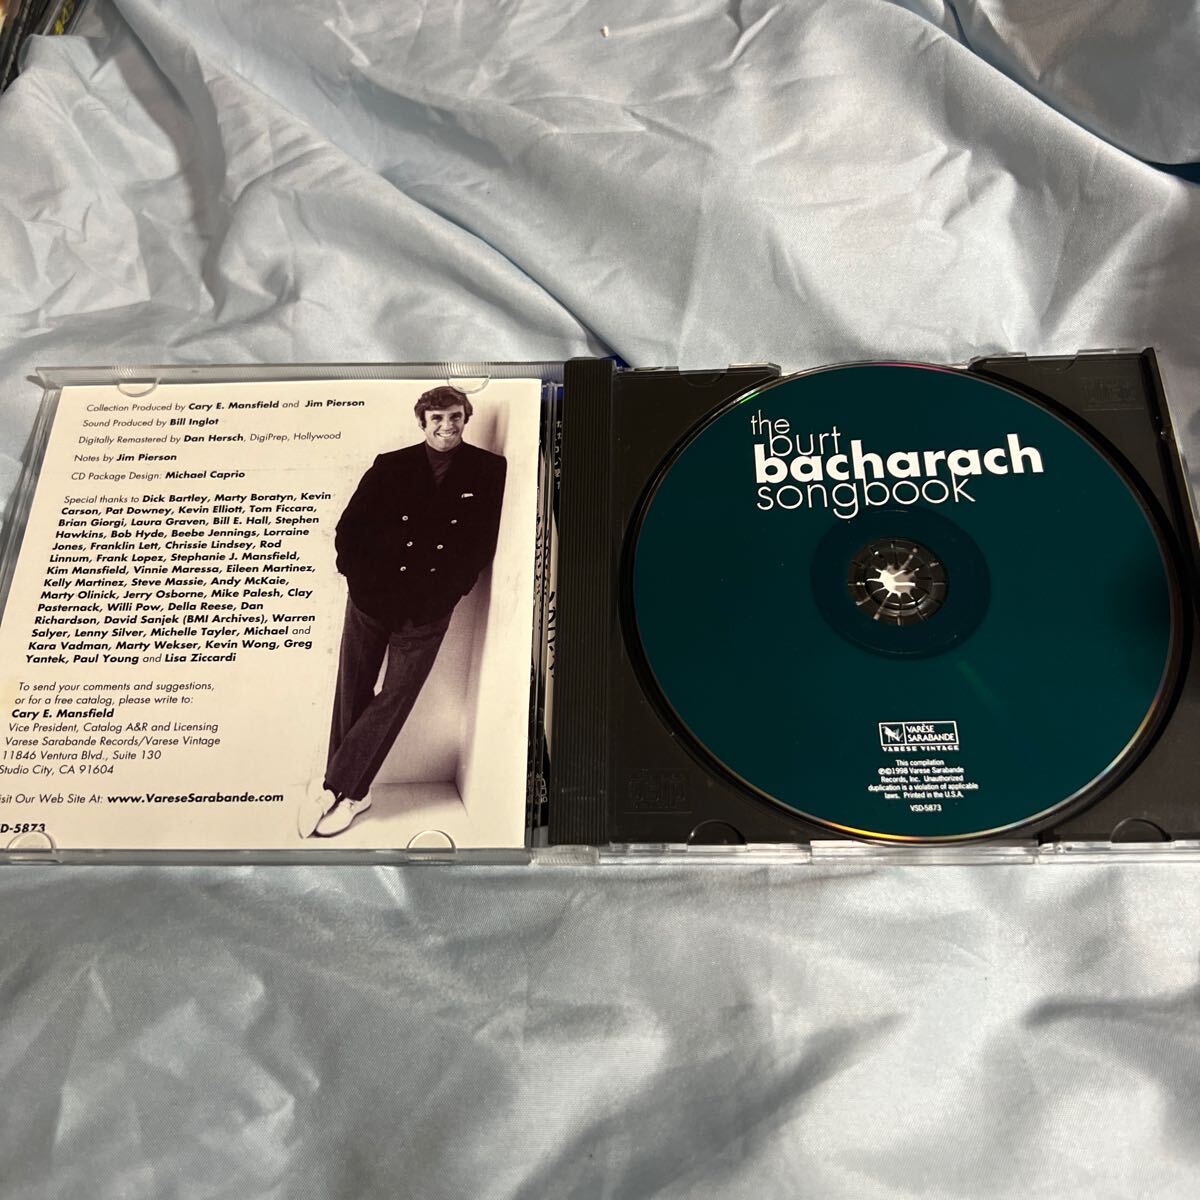 Collection Produced by Cary E. Mansfield and Jim Pierson
Sound Produced by Bill Inglot
Digitally Remastered by Dan Hersch, DigiPrep, Hollywood
Notes by Jim Pierson
CD Package Design: Michael Caprio
Special thanks to Dick Bartley, Marty Boratyn, Kevin
Carson, Pat Downey, Kevin Elliott, Tom Ficcara,
Brian Giorgi, Laura Graven, Bill E. Hall, Stephen
Hawkins, Bob Hyde, Beebe Jennings, Lorraine
Jones, Franklin Lett, Chrissie Lindsey, Rod
Linnum, Frank Lopez, Stephanie J. Mansfield,
Kim Mansfield, Vinnie Maressa, Eileen Martinez,
Kelly Martinez, Steve Massie, Andy McKaie,
Marty Olinick, Jerry Osborne, Mike Palesh, Clay
Pasternack, Willi Pow, Della Reese, Dan
Richardson, David Sanjek (BMI Archives), Warren
Salyer, Lenny Silver, Michelle Tayler, Michael and
Kara Vadman, Marty Wekser, Kevin Wong, Greg
Yantek, Paul Young and Lisa Ziccardi
To send your comments and suggestions,
or for a free catalog, please write to:
Cary E. Mansfield
Vice President, Catalog A&R and Licensing
Varese Sarabande Records/Varese Vintage
11846 Ventura Blvd., Suite 130
Studio City, CA 91604
isit Our Web Site At: www.VareseSarabande.com
D-5873
the
burt
bacharach
songbook
VARÈSE
SARABANDE
VARESE VINTAGE
This compilation
℗©1998 Varese Sarabande
Records, Inc. Unauthorized
duplication is a violation of applicable
laws. Printed in the U.S.A.
VSD-5873